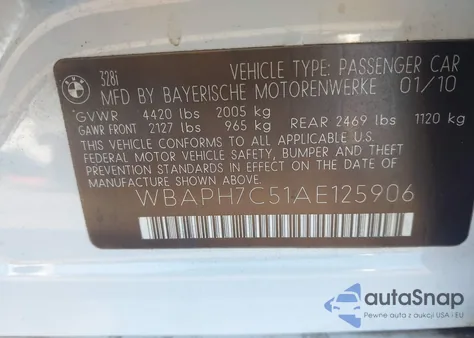 BMW
328i
VEHICLE TYPE: PASSENGER CAR
MFD BY BAYERISCHE MOTORENWERKE 01/10
GVWR 4420 lbs 2005 kg
GAWR FRONT 2127 lbs 965 kg REAR 2469 lbs 1120 kg
THIS VEHICLE CONFORMS TO ALL APPLICABLE U.S.
FEDERAL MOTOR VEHICLE SAFETY, BUMPER AND THEFT
PREVENTION STANDARDS IN EFFECT ON THE DATE OF
MANUFACTURE SHOWN ABOVE.
WBAPH7C51AE125906
autoSnap
Pewne auta z USA i EU